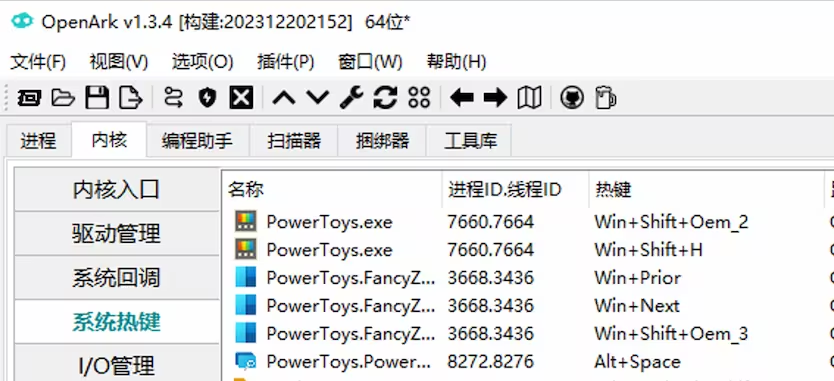 OpenArk v1.3.4 [构建:202312202152] 64位*
文件(F) 视图(V) 选项(O) 插件(P) 窗口(W) 帮助(H)
进程 内核 编程助手 扫描器 捆绑器 工具库
内核入口
驱动管理
系统回调
系统热键
I/O管理
名称 进程ID.线程ID 热键
PowerToys.exe 7660.7664 Win+Shift+Oem_2
PowerToys.exe 7660.7664 Win+Shift+H
PowerToys.FancyZ... 3668.3436 Win+Prior
PowerToys.FancyZ... 3668.3436 Win+Next
PowerToys.FancyZ... 3668.3436 Win+Shift+Oem_3
PowerToys.Power... 8272.8276 Alt+Space